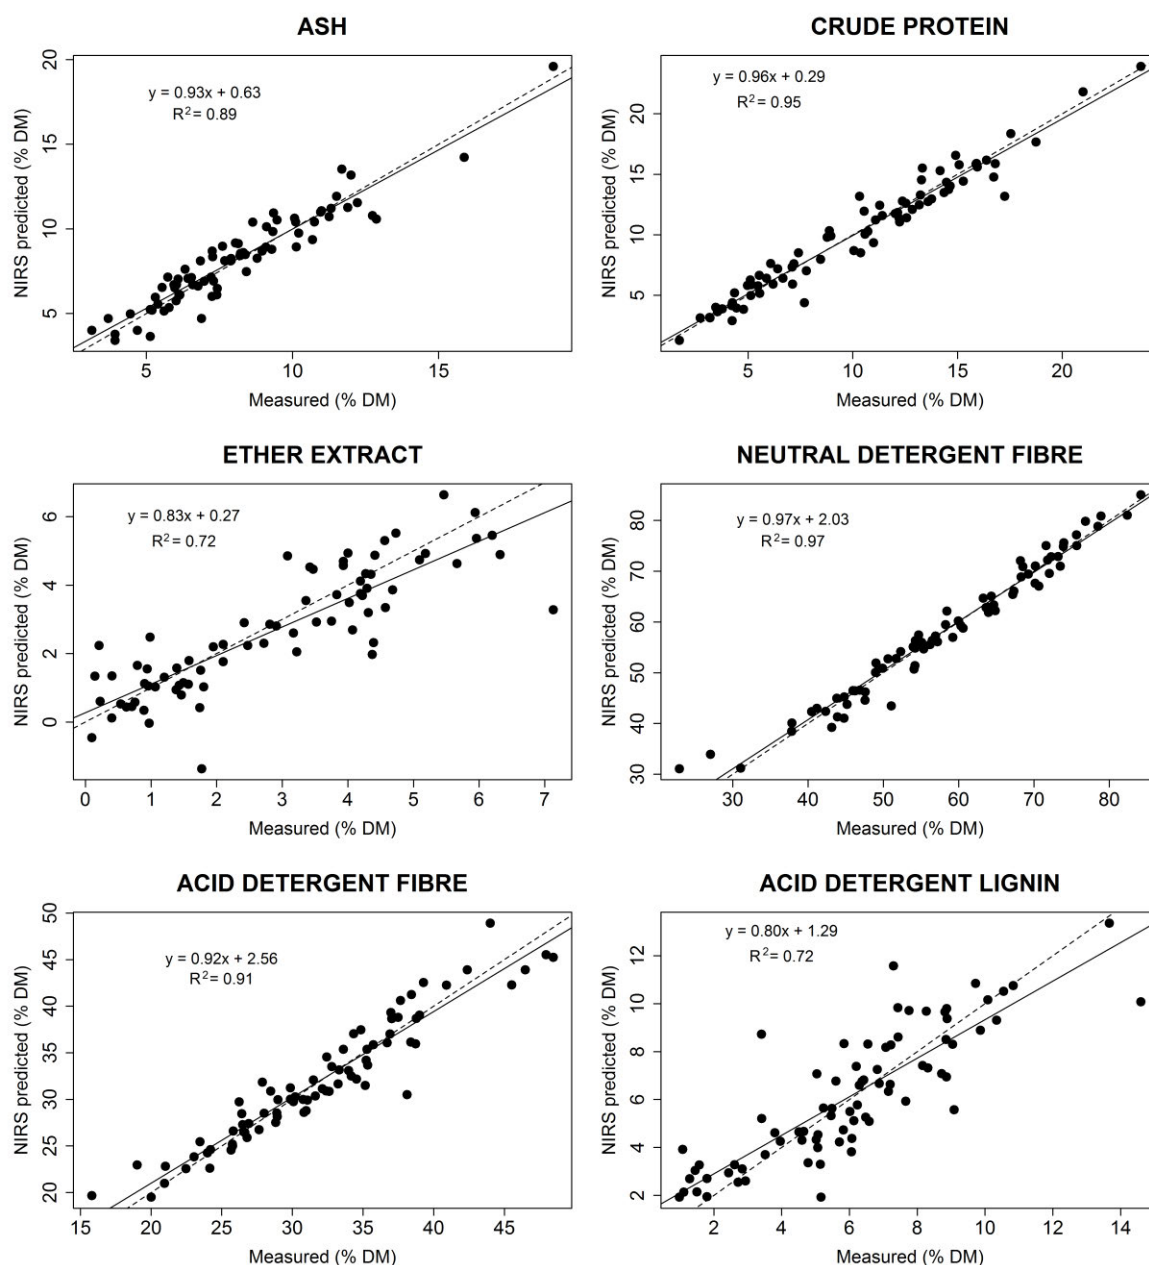 ASH
y = 0.93x + 0.63
R² = 0.89
NIRS predicted (% DM)
5
10
15
20
5
10
15
Measured (% DM)
CRUDE PROTEIN
y = 0.96x + 0.29
R² = 0.95
NIRS predicted (% DM)
5
10
15
20
5
10
15
20
Measured (% DM)
ETHER EXTRACT
y = 0.83x + 0.27
R² = 0.72
NIRS predicted (% DM)
0
2
4
6
0
1
2
3
4
5
6
7
Measured (% DM)
NEUTRAL DETERGENT FIBRE
y = 0.97x + 2.03
R² = 0.97
NIRS predicted (% DM)
30
40
50
60
70
80
30
40
50
60
70
80
Measured (% DM)
ACID DETERGENT FIBRE
y = 0.92x + 2.56
R² = 0.91
NIRS predicted (% DM)
20
25
30
35
40
45
50
15
20
25
30
35
40
45
Measured (% DM)
ACID DETERGENT LIGNIN
y = 0.80x + 1.29
R² = 0.72
NIRS predicted (% DM)
2
4
6
8
10
12
2
4
6
8
10
12
14
Measured (% DM)